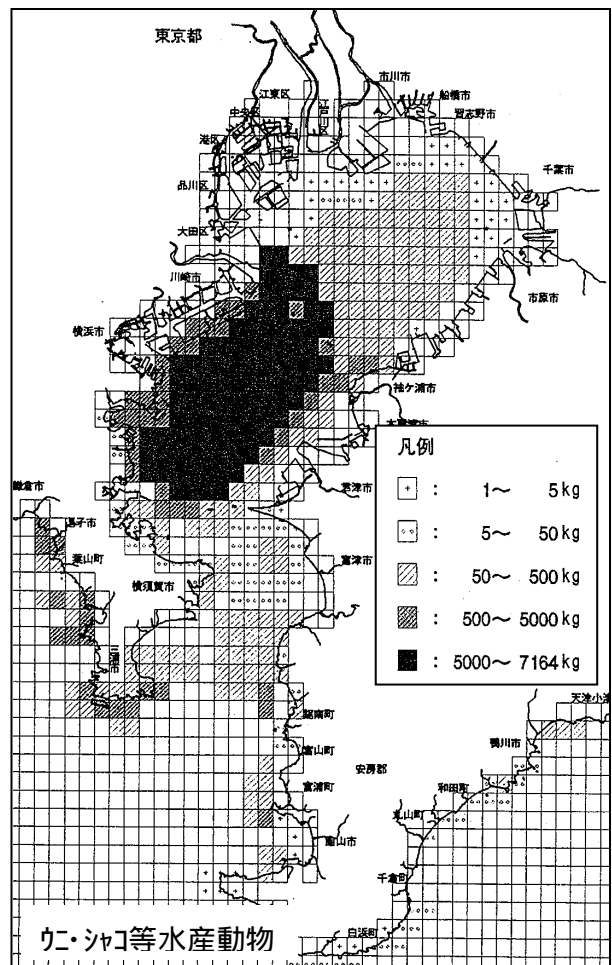 東京都
市川市
船橋市
江東区
江戸川区
中央区
習志野市
港区
千葉市
品川区
大田区
川崎市
市原市
横浜市
袖ケ浦市
凡例
+ : 1〜 5kg
: 5〜 50kg
: 50〜 500kg
: 500〜 5000kg
: 5000〜 7164kg
鎌倉市
君津市
逗子市
葉山町
富津市
横須賀市
天津小湊
鋸南町
鴨川市
富山町
安房郡
富浦町
和田町
丸山町
館山市
千倉町
白浜町
ウニ・シャコ等水産動物